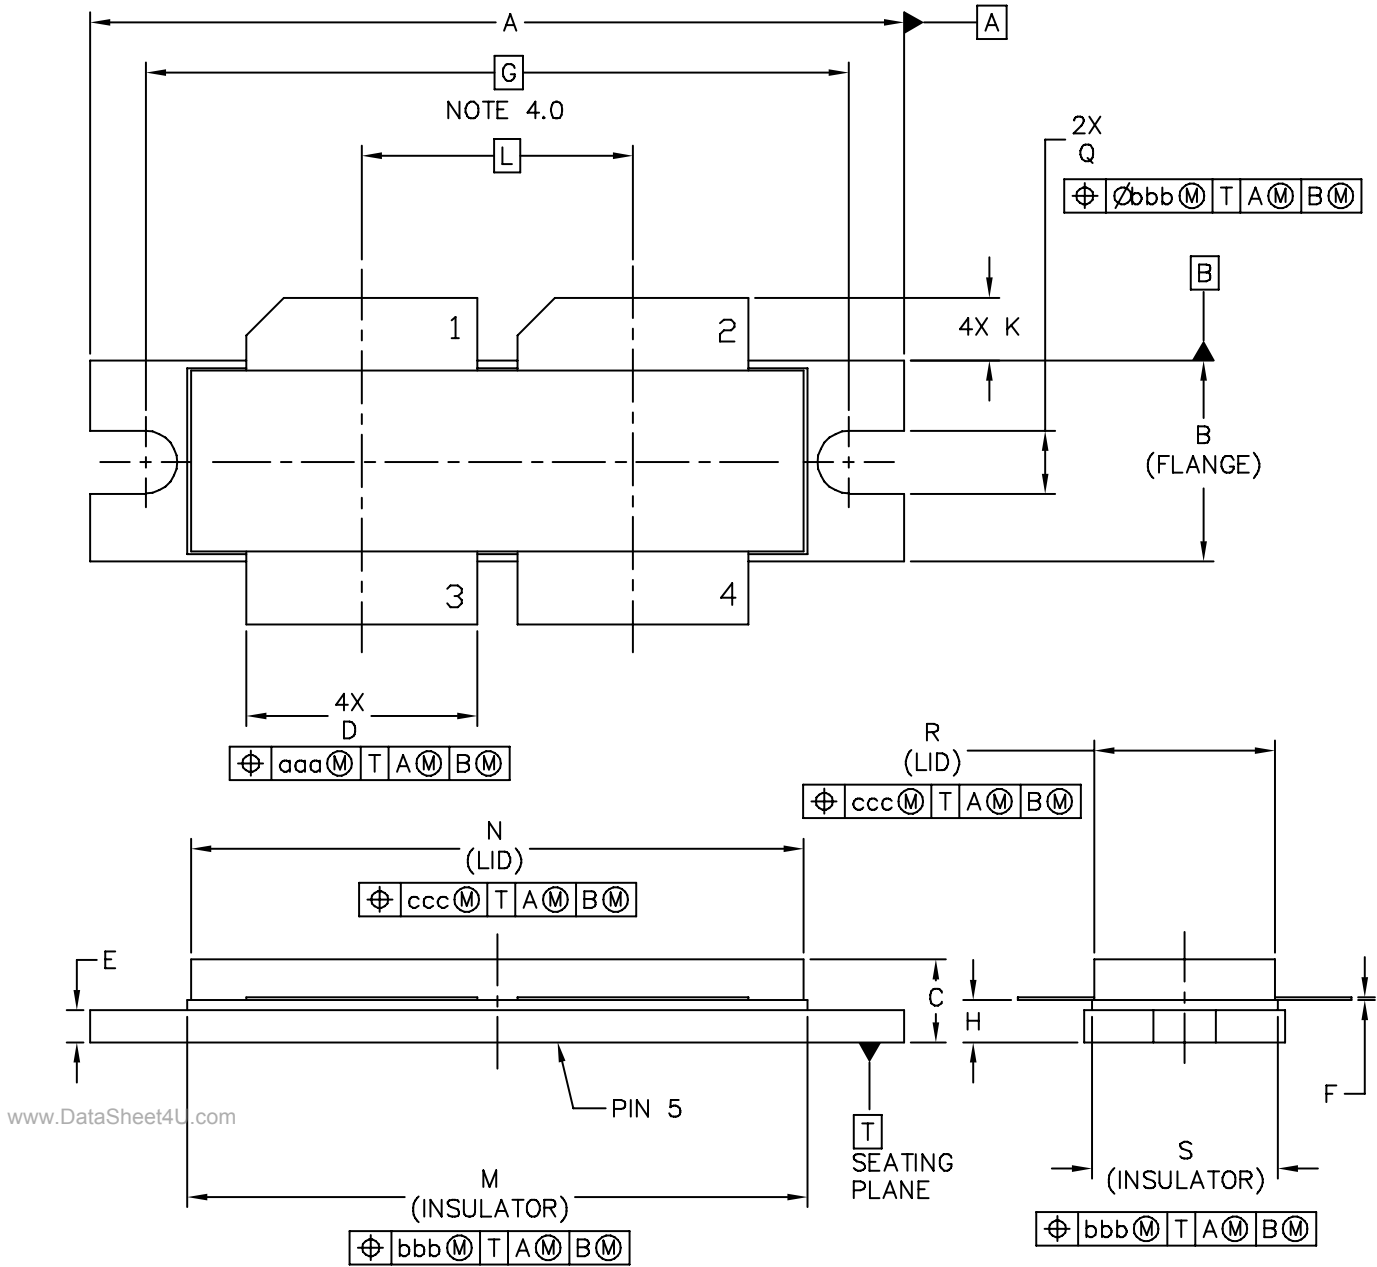 A
A
G
NOTE 4.0
L
2X
Q
⌖ Øbbb Ⓜ T A Ⓜ B Ⓜ
B
1
2
4X K
B
(FLANGE)
3
4
4X
D
⌖ aaa Ⓜ T A Ⓜ B Ⓜ
R
(LID)
⌖ ccc Ⓜ T A Ⓜ B Ⓜ
N
(LID)
⌖ ccc Ⓜ T A Ⓜ B Ⓜ
E
C
H
F
PIN 5
www.DataSheet4U.com
T
SEATING
PLANE
M
(INSULATOR)
⌖ bbb Ⓜ T A Ⓜ B Ⓜ
S
(INSULATOR)
⌖ bbb Ⓜ T A Ⓜ B Ⓜ